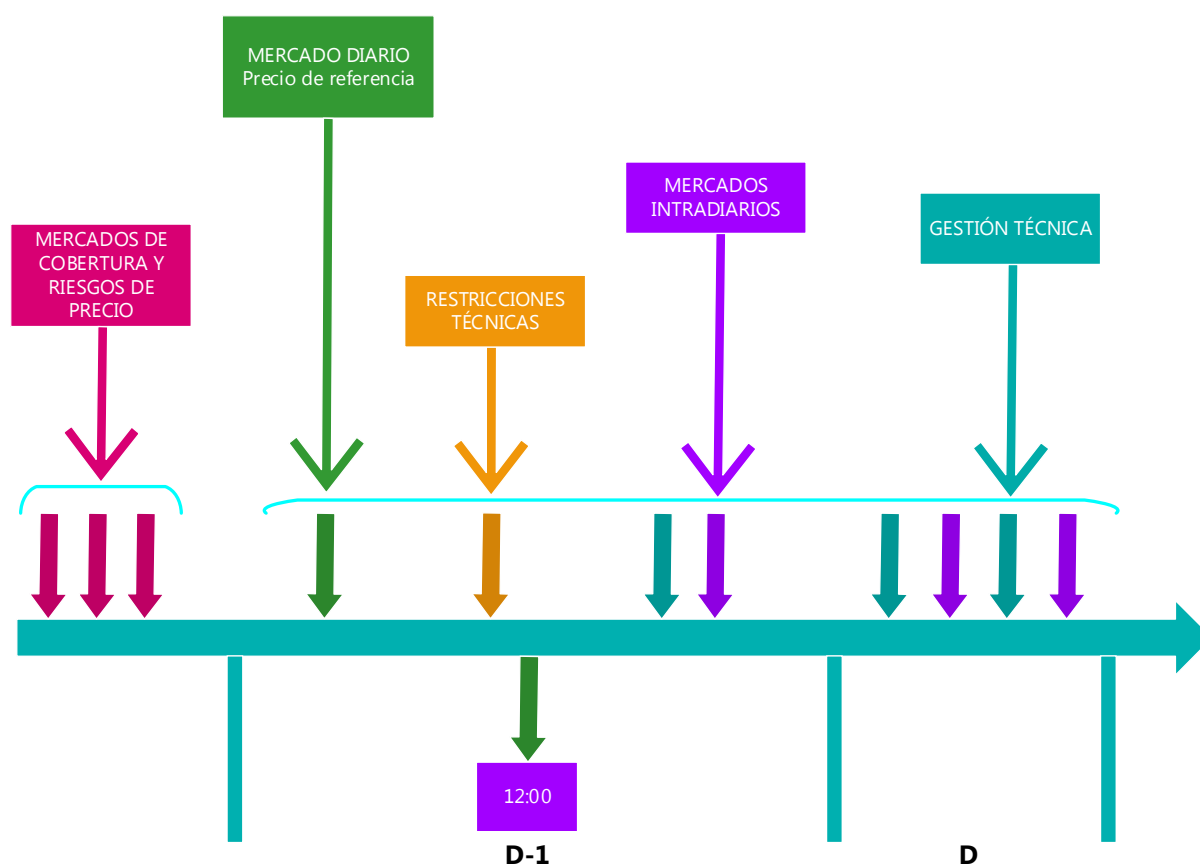 MERCADO DIARIO
Precio de referencia
MERCADOS
INTRADIARIOS
GESTIÓN TÉCNICA
MERCADOS DE
COBERTURA Y
RIESGOS DE
PRECIO
RESTRICCIONES
TÉCNICAS
12:00
D-1
D